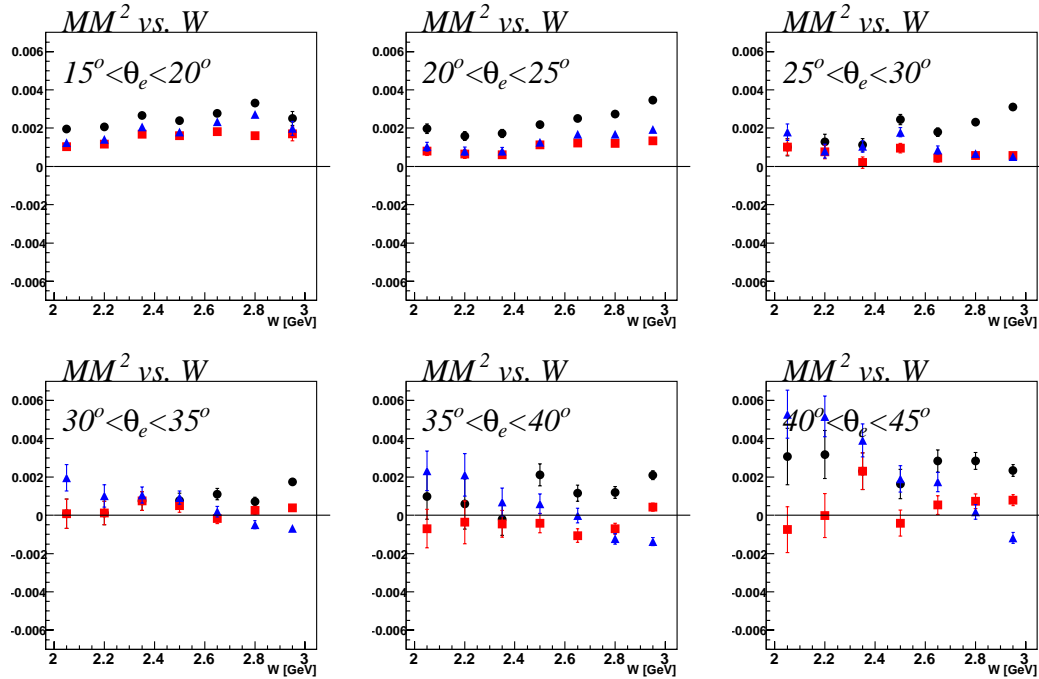 MM² vs. W
15°<θₑ<20°
0.006
0.004
0.002
0
-0.002
-0.004
-0.006
2 2.2 2.4 2.6 2.8 3
W [GeV]
MM² vs. W
20°<θₑ<25°
0.006
0.004
0.002
0
-0.002
-0.004
-0.006
2 2.2 2.4 2.6 2.8 3
W [GeV]
MM² vs. W
25°<θₑ<30°
0.006
0.004
0.002
0
-0.002
-0.004
-0.006
2 2.2 2.4 2.6 2.8 3
W [GeV]
MM² vs. W
30°<θₑ<35°
0.006
0.004
0.002
0
-0.002
-0.004
-0.006
2 2.2 2.4 2.6 2.8 3
W [GeV]
MM² vs. W
35°<θₑ<40°
0.006
0.004
0.002
0
-0.002
-0.004
-0.006
2 2.2 2.4 2.6 2.8 3
W [GeV]
MM² vs. W
40°<θₑ<45°
0.006
0.004
0.002
0
-0.002
-0.004
-0.006
2 2.2 2.4 2.6 2.8 3
W [GeV]